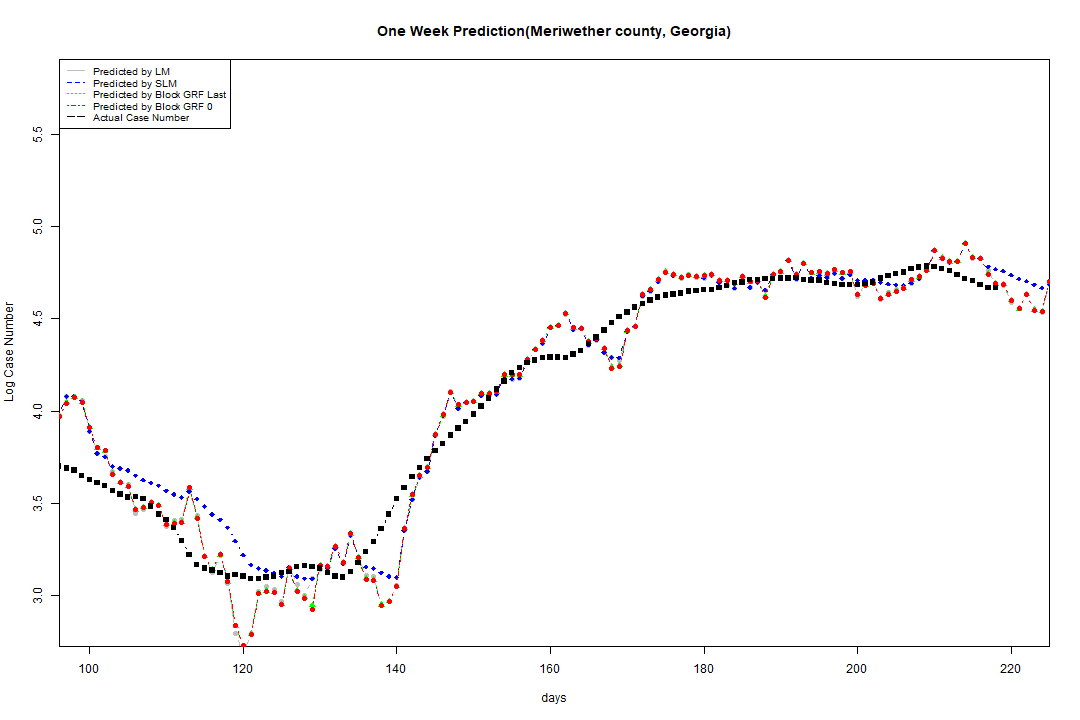 One Week Prediction(Meriwether county, Georgia)
Predicted by LM
Predicted by SLM
Predicted by Block GRF Last
Predicted by Block GRF 0
Actual Case Number
5.5
5.0
4.5
4.0
3.5
3.0
Log Case Number
100 120 140 160 180 200 220
days